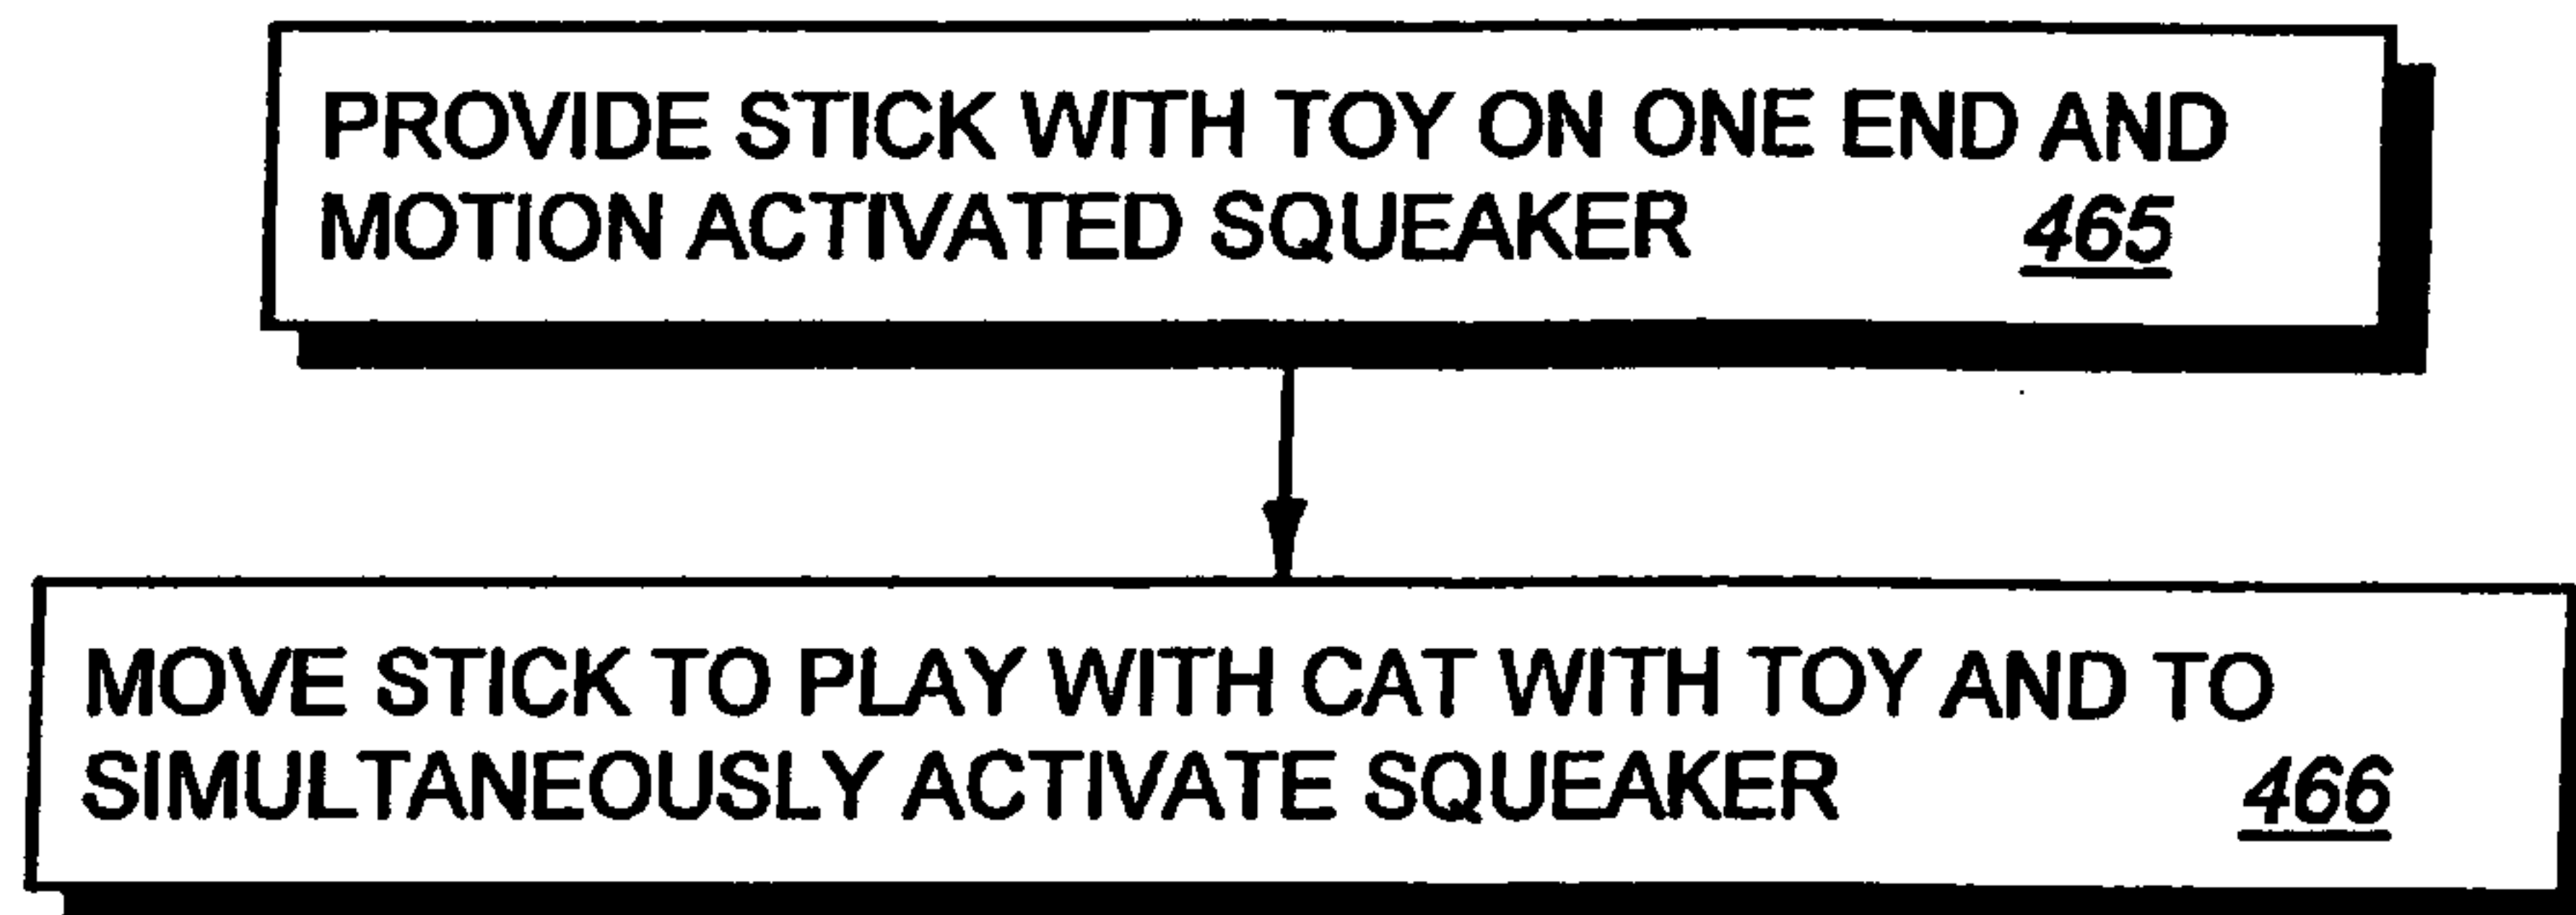 PROVIDE STICK WITH TOY ON ONE END AND
MOTION ACTIVATED SQUEAKER 465
MOVE STICK TO PLAY WITH CAT WITH TOY AND TO
SIMULTANEOUSLY ACTIVATE SQUEAKER 466